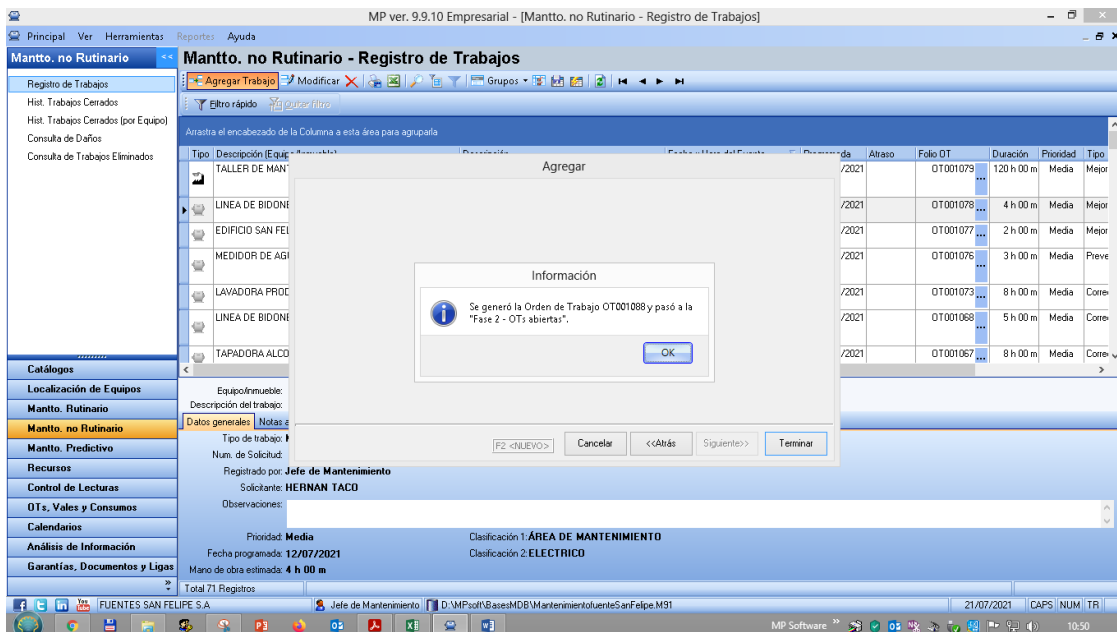 MP ver. 9.9.10 Empresarial - [Mantto. no Rutinario - Registro de Trabajos]
Principal Ver Herramientas Reportes Ayuda
Mantto. no Rutinario <<
Mantto. no Rutinario - Registro de Trabajos
Registro de Trabajos
Hist. Trabajos Cerrados
Hist. Trabajos Cerrados (por Equipo)
Consulta de Daños
Consulta de Trabajos Eliminados
Agregar Trabajo Modificar Grupos
Filtro rápido Quitar filtro
Arrastra el encabezado de la Columna a esta área para agruparla
Tipo Descripción (Equipo/Inmueble) Descripción Fecha y Hora del Evento Programada Atraso Folio OT Duración Prioridad Tipo
TALLER DE MAN /2021 OT001079 ... 120 h 00 m Media Mejor
LINEA DE BIDONE /2021 OT001078 ... 4 h 00 m Media Mejor
EDIFICIO SAN FEL /2021 OT001077 ... 2 h 00 m Media Mejor
MEDIDOR DE AG /2021 OT001076 ... 3 h 00 m Media Preve
LAVADORA PROD /2021 OT001073 ... 8 h 00 m Media Corre
LINEA DE BIDONE /2021 OT001068 ... 5 h 00 m Media Corre
TAPADORA ALCO /2021 OT001067 ... 8 h 00 m Media Corre
Agregar
Información
Se generó la Orden de Trabajo OT001088 y pasó a la
"Fase 2 - OTs abiertas".
OK
F2 <NUEVO> Cancelar <<Atrás Siguiente>> Terminar
Catálogos
Localización de Equipos
Mantto. Rutinario
Mantto. no Rutinario
Mantto. Predictivo
Recursos
Control de Lecturas
OTs, Vales y Consumos
Calendarios
Análisis de Información
Garantías, Documentos y Ligas
Equipo/Inmueble:
Descripción del trabajo:
Datos generales Notas a
Tipo de trabajo:
Num. de Solicitud:
Registrado por: Jefe de Mantenimiento
Solicitante: HERNAN TACO
Observaciones:
Prioridad: Media Clasificación 1: ÁREA DE MANTENIMIENTO
Fecha programada: 12/07/2021 Clasificación 2: ELECTRICO
Mano de obra estimada: 4 h 00 m
Total 71 Registros
You FUENTES SAN FELIPE S.A Jefe de Mantenimiento D:\MPsoft\BasesMDB\MantenimientofuenteSanFelipe.M91 21/07/2021 CAPS NUM TR
MP Software 10:50